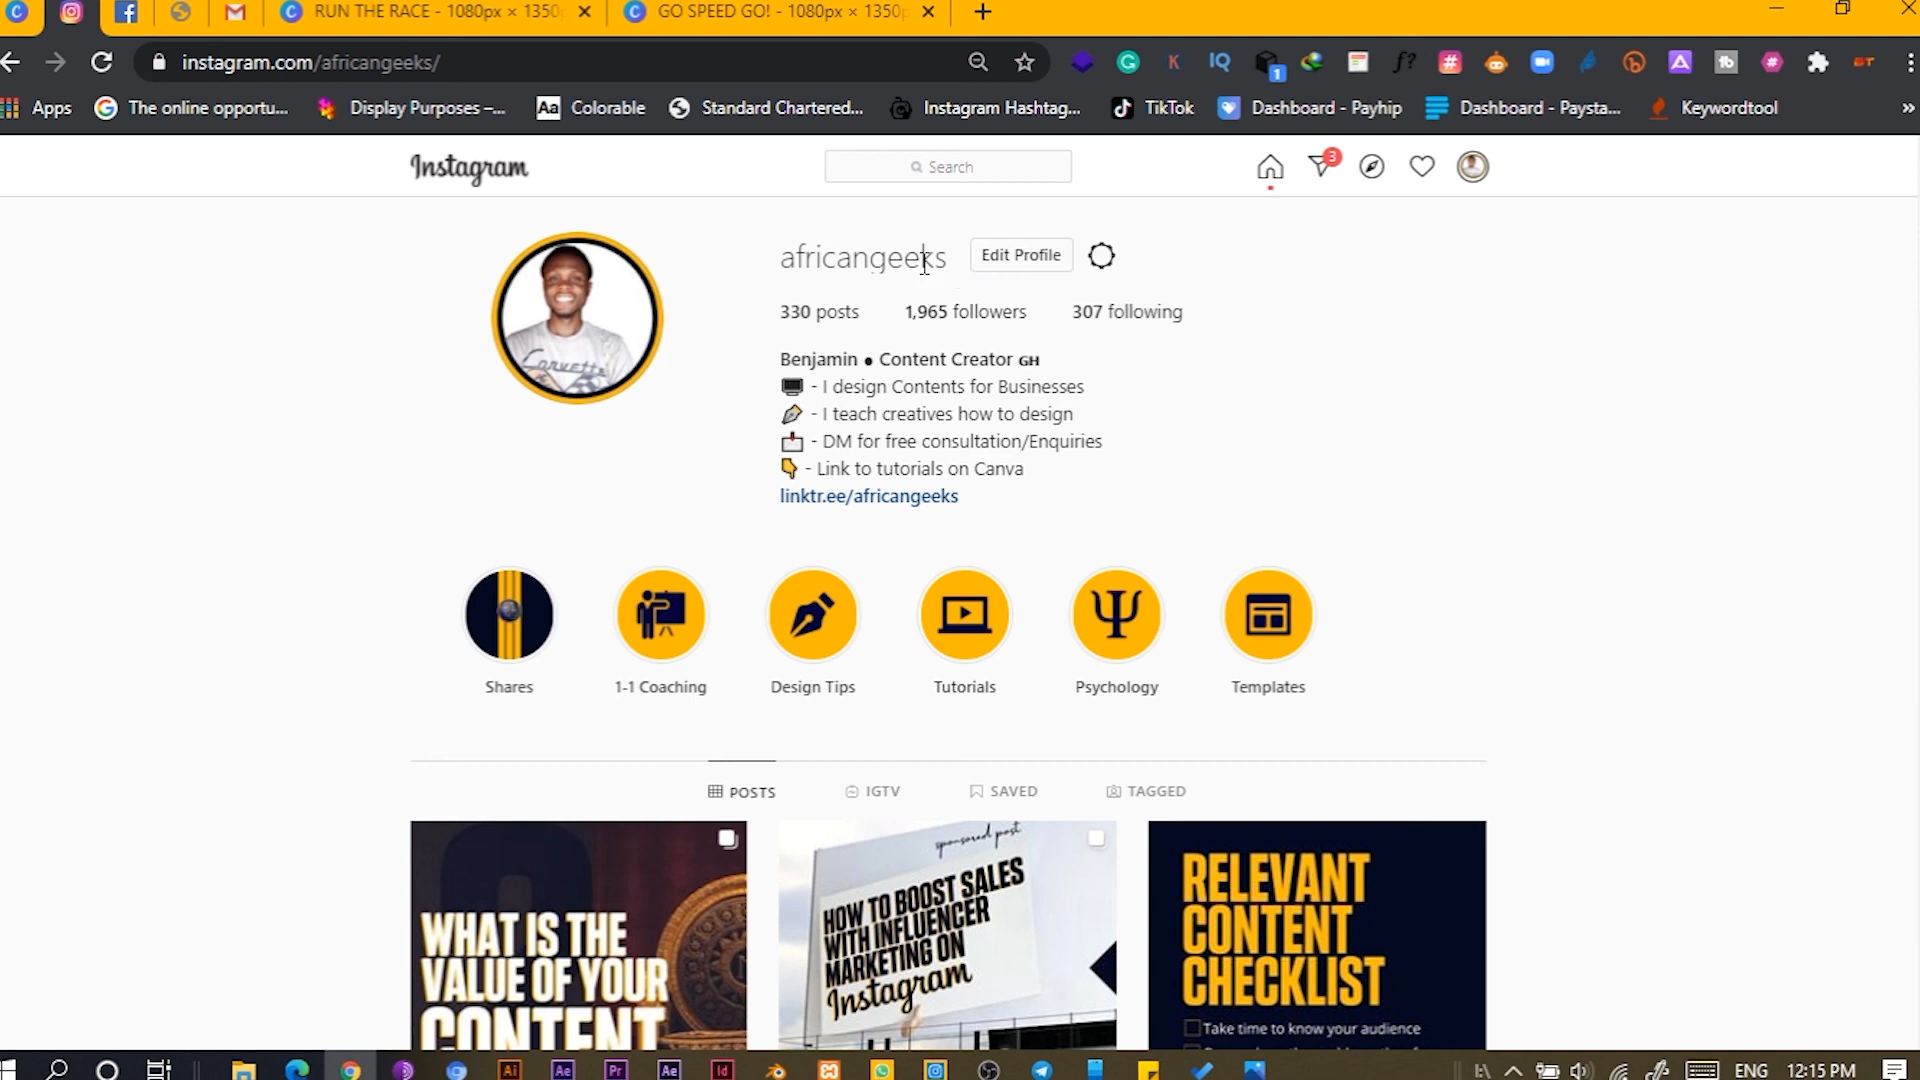 RUN THE RACE - 1080px × 1350p
GO SPEED GO! - 1080px × 1350p
instagram.com/africangeeks/
Apps
The online opportu...
Display Purposes –...
Aa Colorable
Standard Chartered...
Instagram Hashtag...
TikTok
Dashboard - Payhip
Dashboard - Paysta...
Keywordtool
Instagram
Search
3
africangeeks
Edit Profile
330 posts
1,965 followers
307 following
Benjamin ● Content Creator GH
- I design Contents for Businesses
- I teach creatives how to design
- DM for free consultation/Enquiries
- Link to tutorials on Canva
linktr.ee/africangeeks
Shares
1-1 Coaching
Design Tips
Tutorials
Psychology
Templates
POSTS
IGTV
SAVED
TAGGED
WHAT IS THE
VALUE OF YOUR
CONTENT
sponsored post
HOW TO BOOST SALES
WITH INFLUENCER
MARKETING ON
Instagram
RELEVANT
CONTENT
CHECKLIST
Take time to know your audience
ENG
12:15 PM